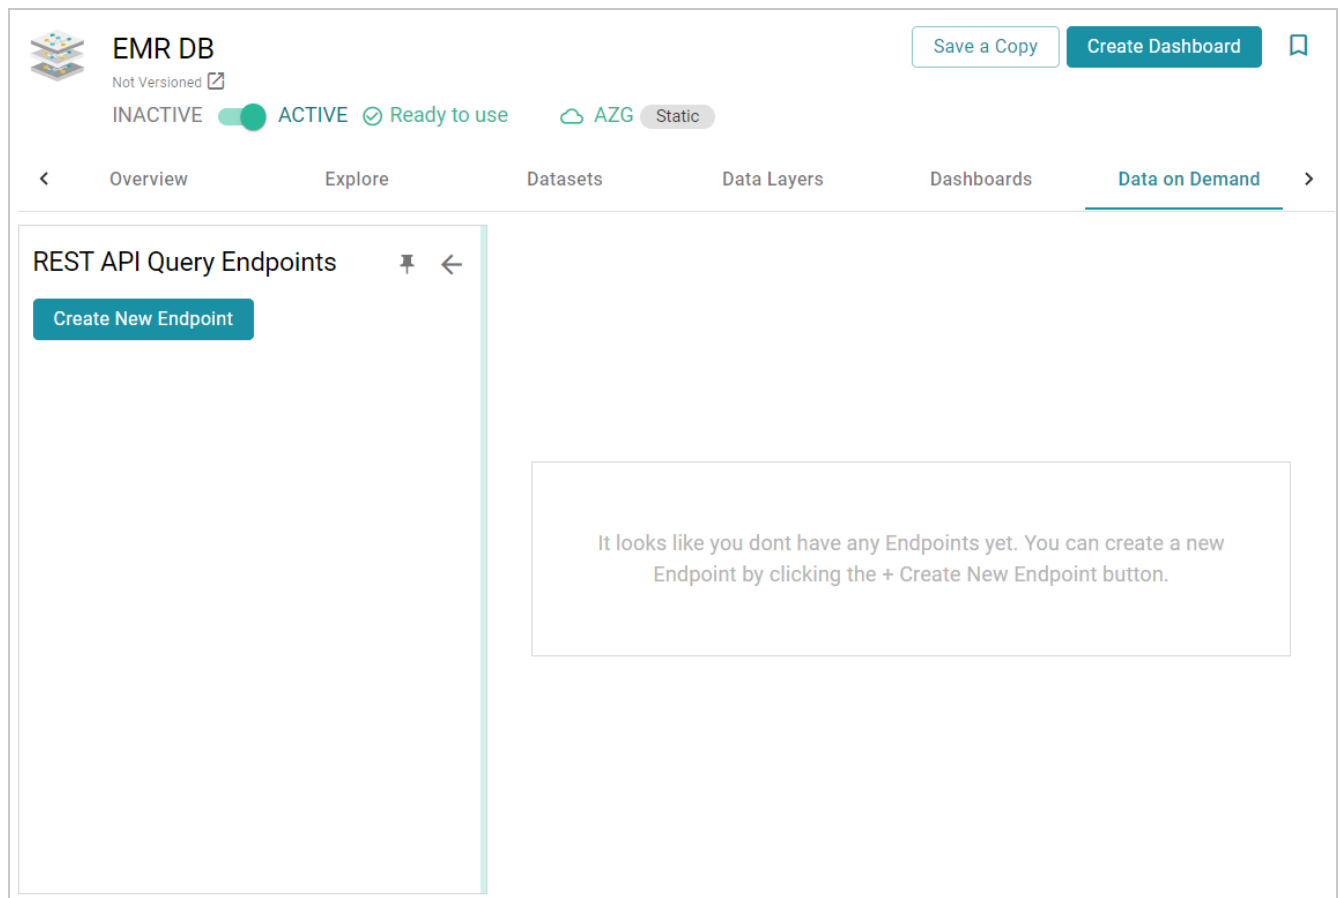 EMR DB
Save a Copy
Create Dashboard
Not Versioned
INACTIVE ACTIVE Ready to use AZG Static
Overview Explore Datasets Data Layers Dashboards Data on Demand
REST API Query Endpoints
Create New Endpoint
It looks like you dont have any Endpoints yet. You can create a new
Endpoint by clicking the + Create New Endpoint button.